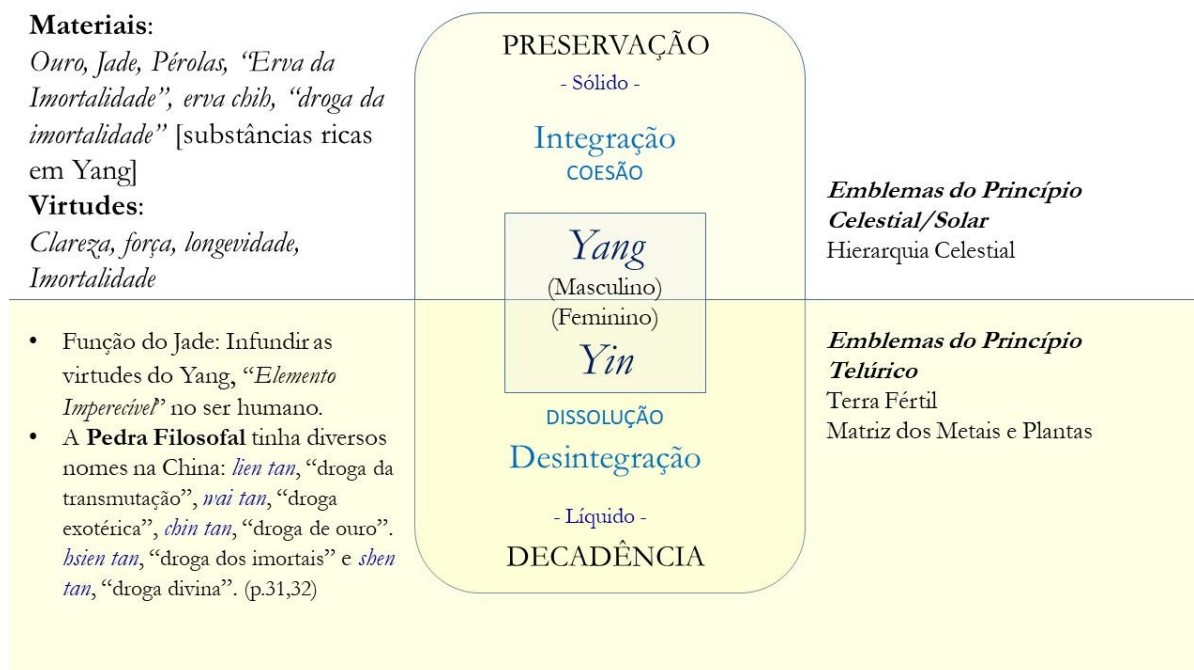 Materiais:
Ouro, Jade, Pérolas, “Erva da
Imortalidade”, erva chih, “droga da
imortalidade” [substâncias ricas
em Yang]
Virtudes:
Clareza, força, longevidade,
Imortalidade
• Função do Jade: Infundir as
virtudes do Yang, “Elemento
Imperecível” no ser humano.
• A Pedra Filosofal tinha diversos
nomes na China: lien tan, “droga da
transmutação”, wai tan, “droga
exotérica”, chin tan, “droga de ouro”.
hsien tan, “droga dos imortais” e shen
tan, “droga divina”. (p.31,32)
PRESERVAÇÃO
- Sólido -
Integração
COESÃO
Yang
(Masculino)
(Feminino)
Yin
DISSOLUÇÃO
Desintegração
- Líquido -
DECADÊNCIA
Emblemas do Princípio
Celestial/Solar
Hierarquia Celestial
Emblemas do Princípio
Telúrico
Terra Fértil
Matriz dos Metais e Plantas